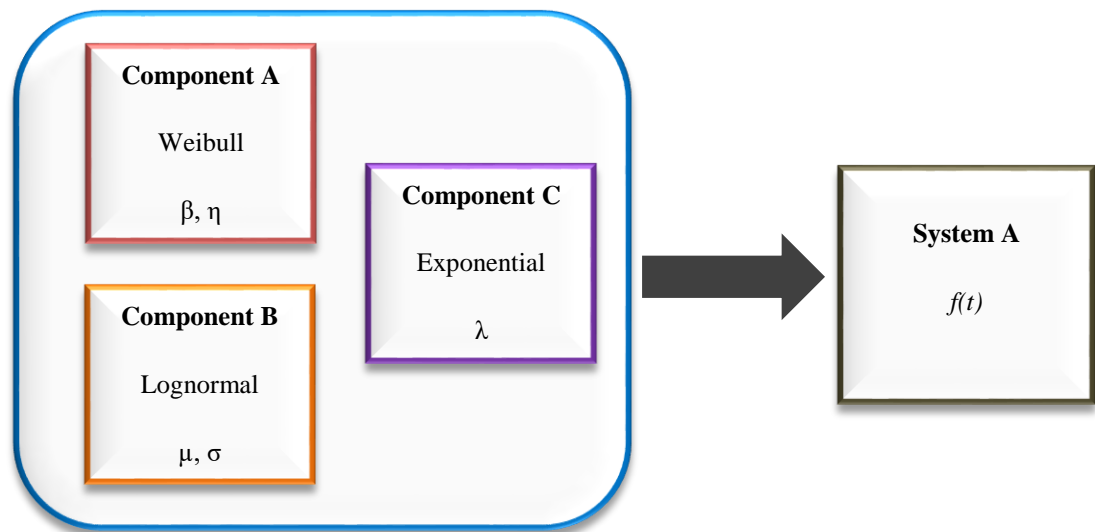 Component A
Weibull
β, η
Component B
Lognormal
μ, σ
Component C
Exponential
λ
System A
f(t)